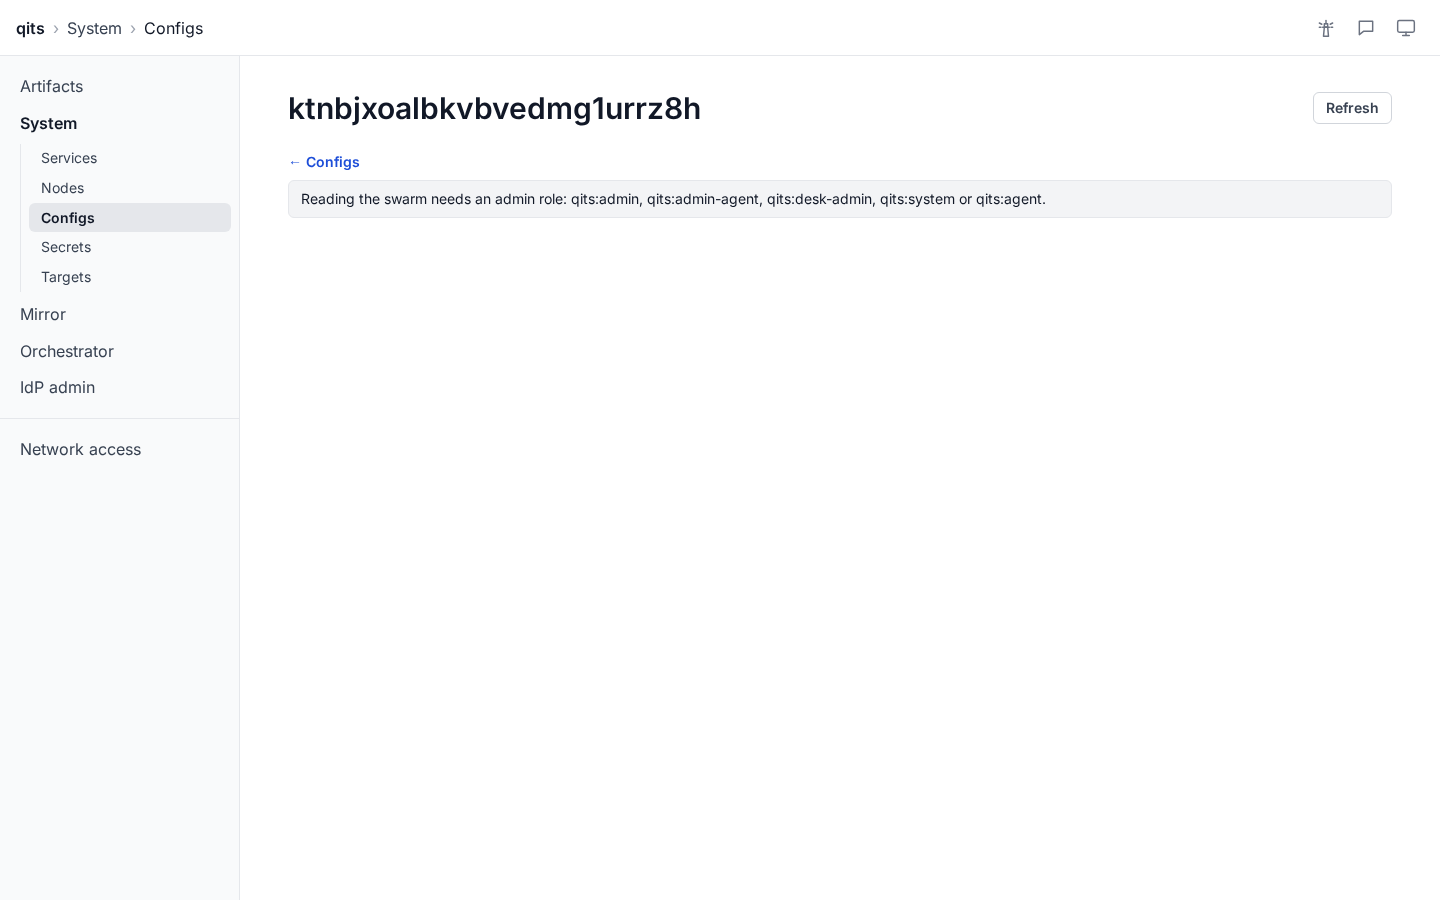 qits › System › Configs
Artifacts
System
Services
Nodes
Configs
Secrets
Targets
Mirror
Orchestrator
IdP admin
Network access
ktnbjxoalbkvbvedmg1urrz8h
Refresh
← Configs
Reading the swarm needs an admin role: qits:admin, qits:admin-agent, qits:desk-admin, qits:system or qits:agent.